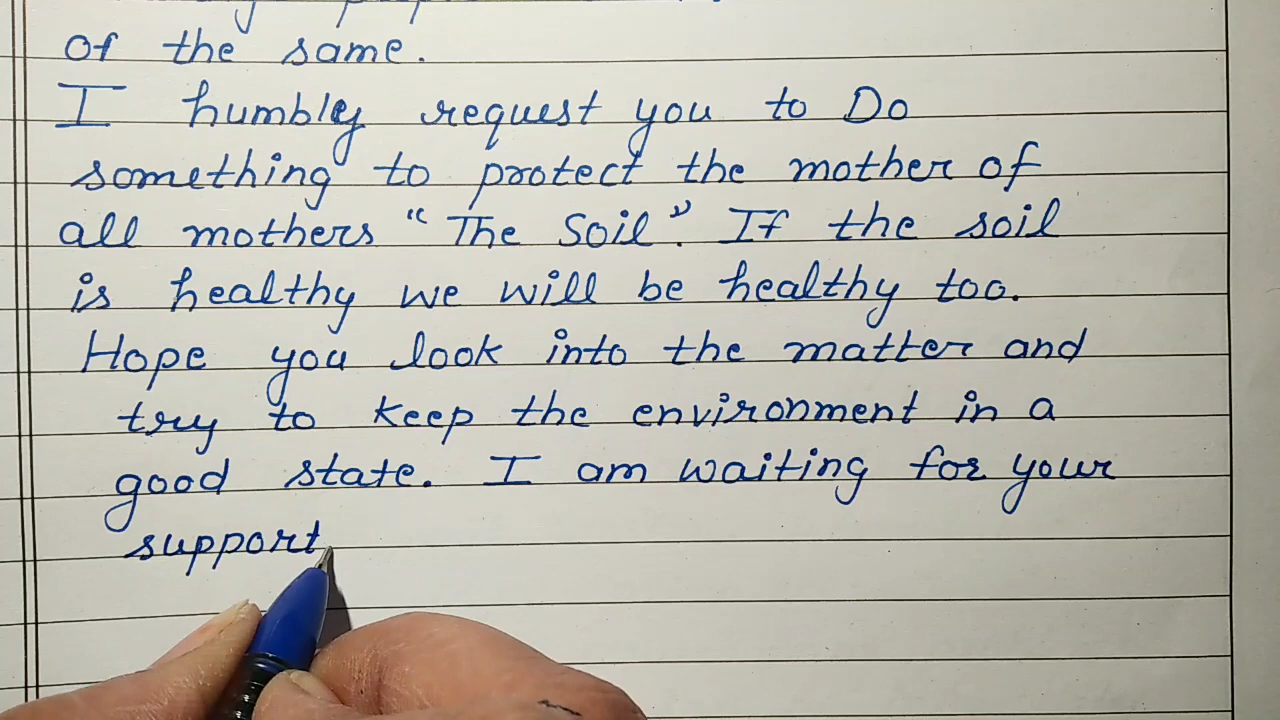 of the same.
I humbly request you to Do
something to protect the mother of
all mothers "The Soil". If the soil
is healthy we will be healthy too.
Hope you look into the matter and
try to keep the environment in a
good state. I am waiting for your
support